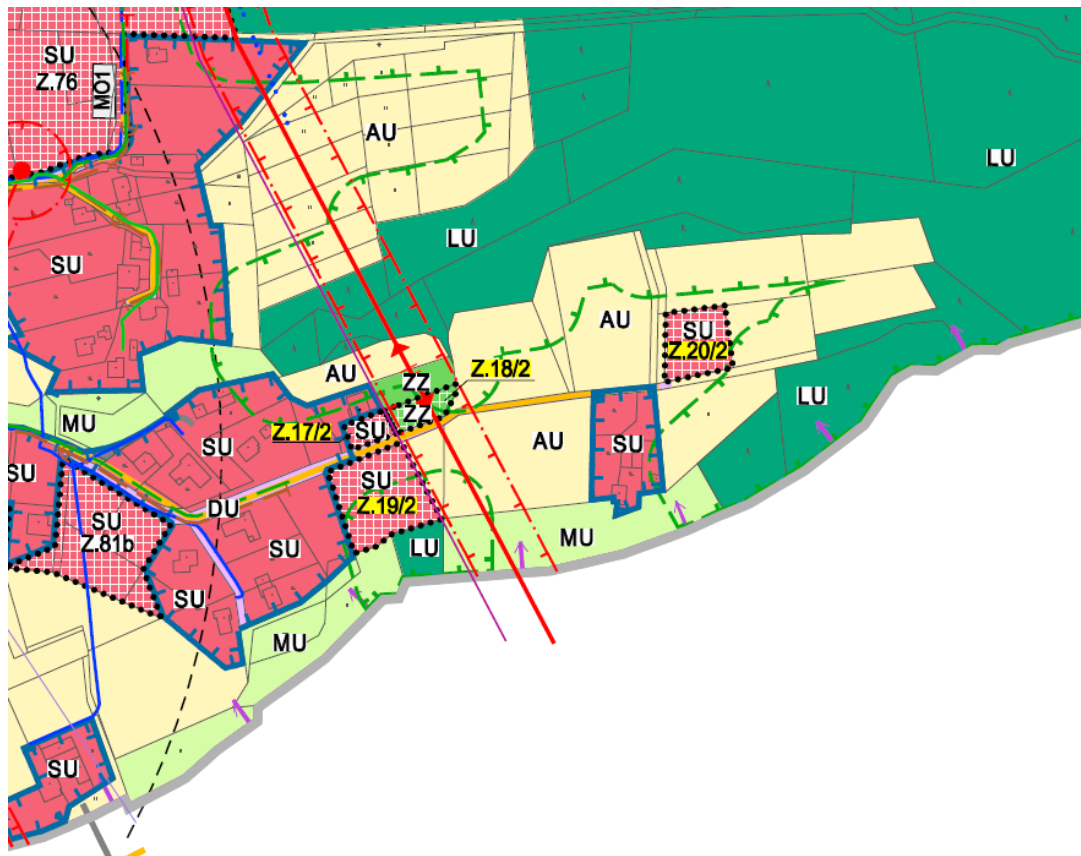 SU
Z.76
MO1
AU
LU
LU
SU
AU
SU
Z.20/2
AU
ZZ
Z.18/2
ZZ
MU
SU
Z.17/2
SU
LU
AU
SU
SU
SU
Z.19/2
DU
SU
Z.81b
SU
LU
MU
SU
MU
SU